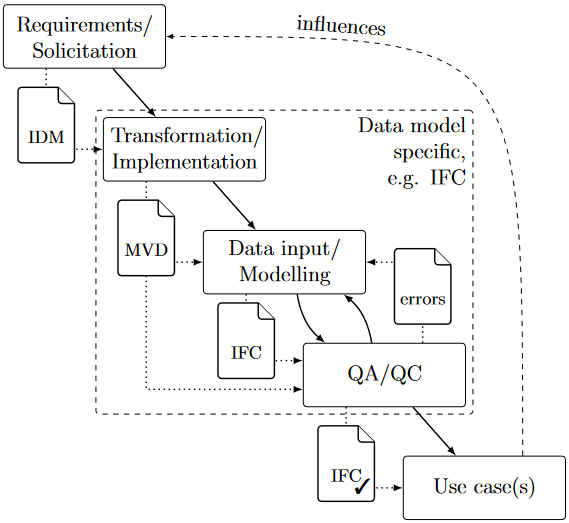 Requirements/
Solicitation
influences
IDM
Transformation/
Implementation
Data model
specific,
e.g. IFC
MVD
Data input/
Modelling
errors
IFC
QA/QC
IFC
Use case(s)